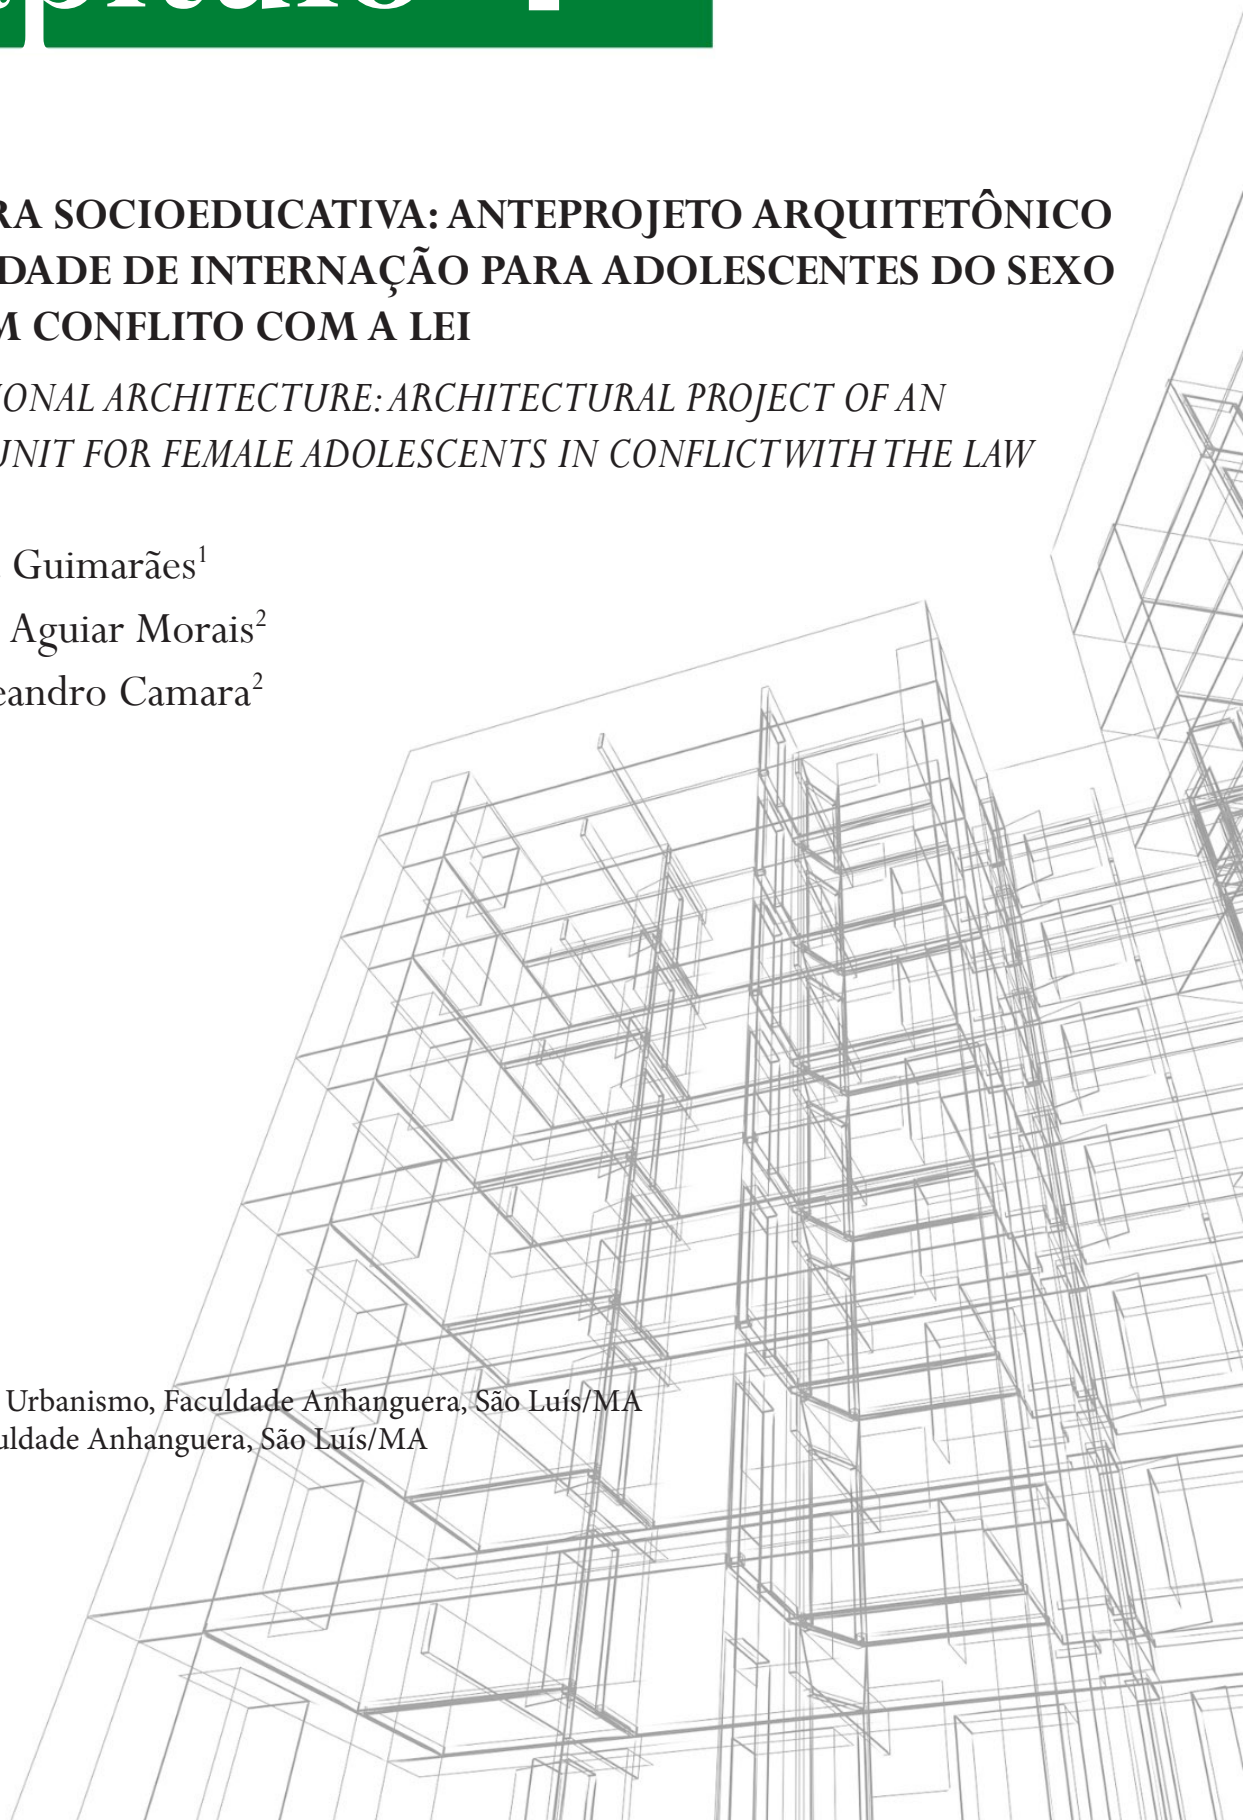 RA SOCIOEDUCATIVA: ANTEPROJETO ARQUITETÔNICO
DADE DE INTERNAÇÃO PARA ADOLESCENTES DO SEXO
M CONFLITO COM A LEI
IONAL ARCHITECTURE: ARCHITECTURAL PROJECT OF AN
UNIT FOR FEMALE ADOLESCENTS IN CONFLICT WITH THE LAW
Guimarães¹
Aguiar Morais²
eandro Camara²
Urbanismo, Faculdade Anhanguera, São Luís/MA
uldade Anhanguera, São Luís/MA